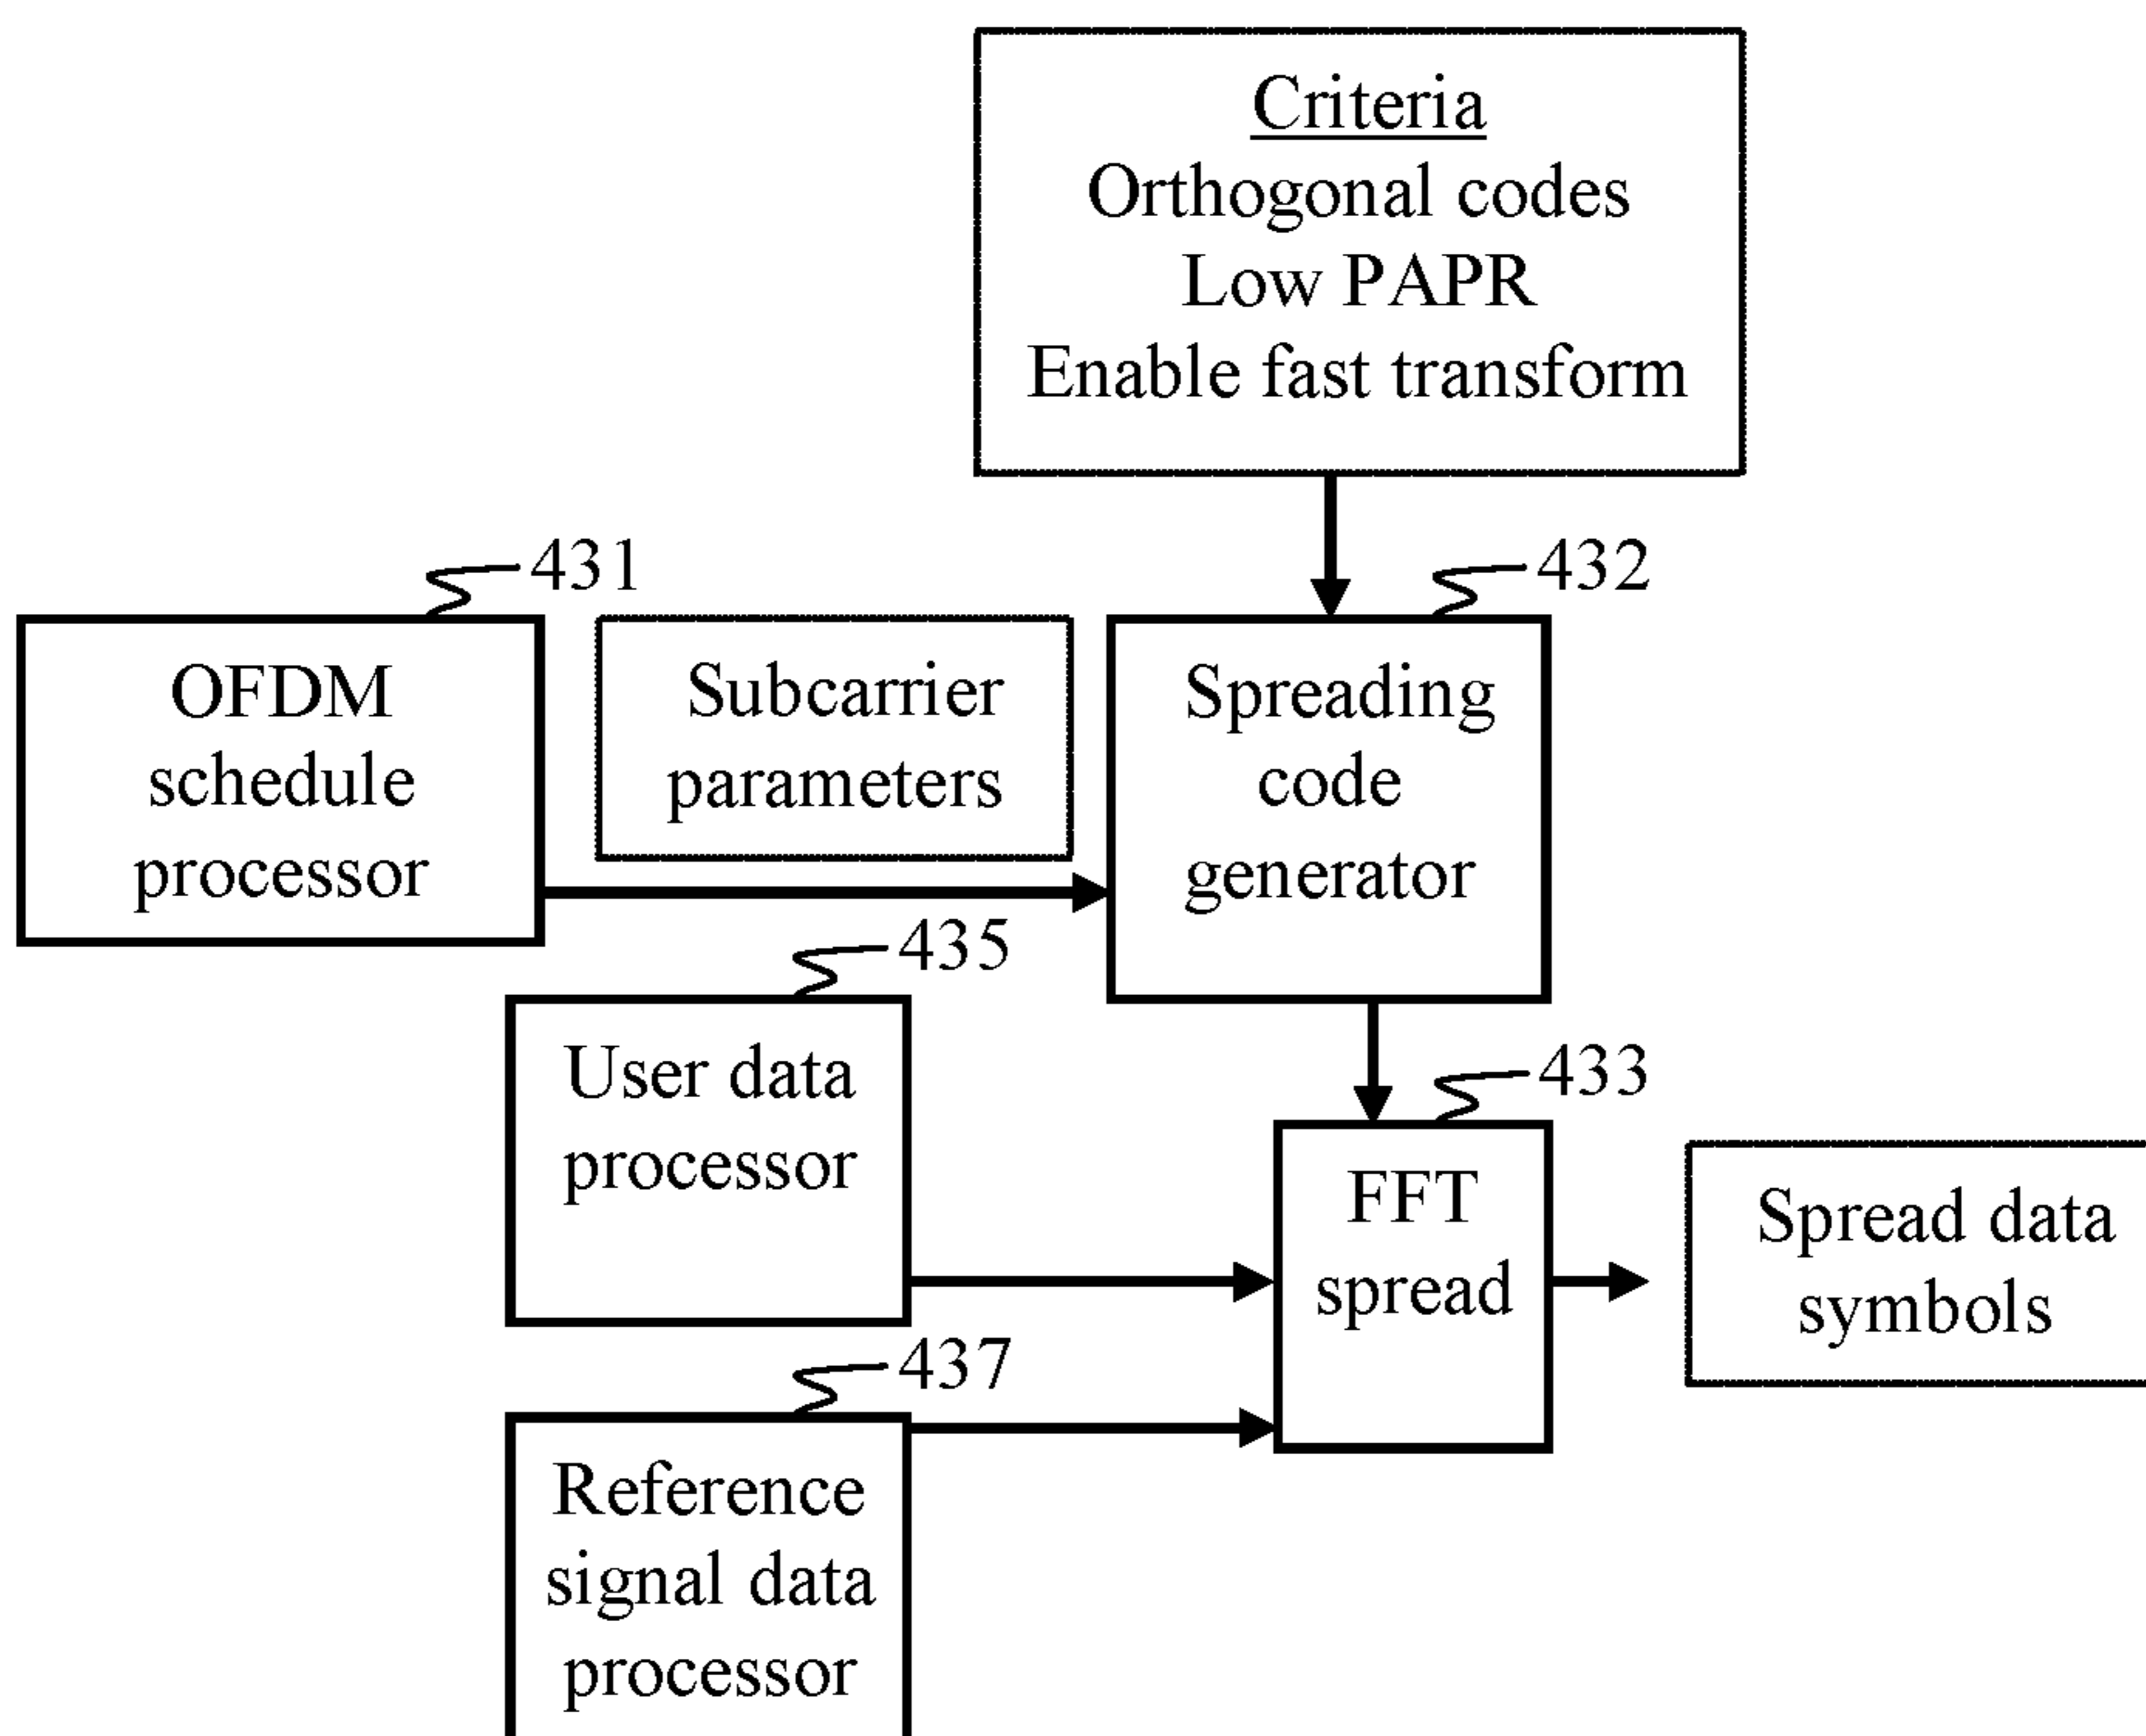 Criteria
Orthogonal codes
Low PAPR
Enable fast transform
431
432
OFDM
schedule
processor
Subcarrier
parameters
Spreading
code
generator
435
User data
processor
433
FFT
spread
Spread data
symbols
437
Reference
signal data
processor